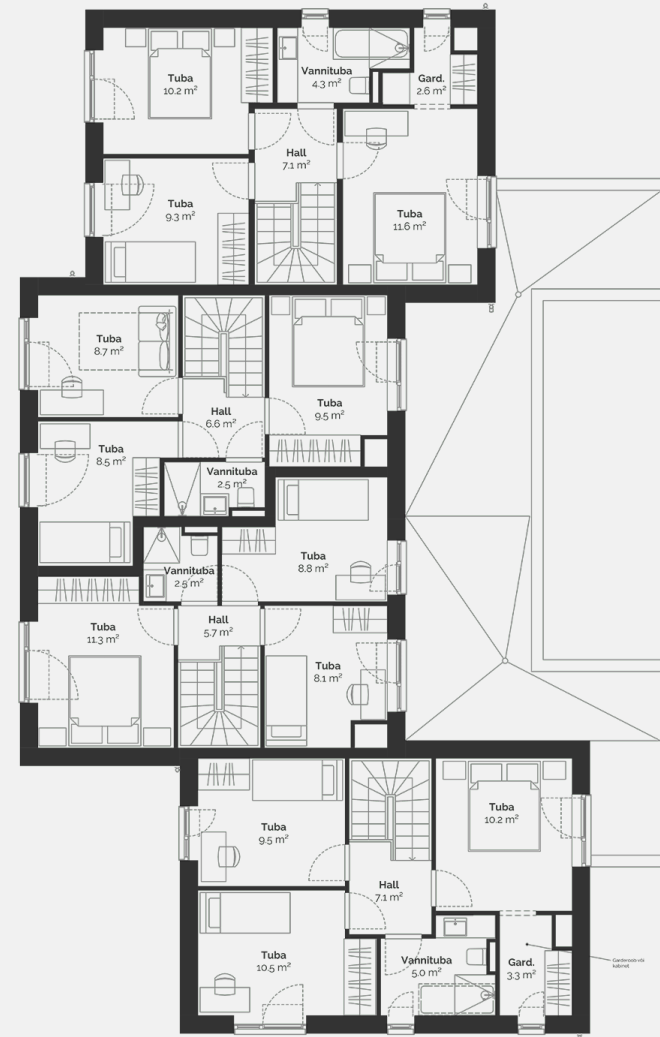 Tuba
10.2 m²
Vannituba
4.3 m²
Gard.
2.6 m²
Hall
7.1 m²
Tuba
9.3 m²
Tuba
11.6 m²
Tuba
8.7 m²
Hall
6.6 m²
Tuba
9.5 m²
Tuba
8.5 m²
Vannituba
2.5 m²
Tuba
8.8 m²
Vannituba
2.5 m²
Tuba
11.3 m²
Hall
5.7 m²
Tuba
8.1 m²
Tuba
9.5 m²
Tuba
10.2 m²
Hall
7.1 m²
Tuba
10.5 m²
Vannituba
5.0 m²
Gard.
3.3 m²
Garderoob või
kabinet